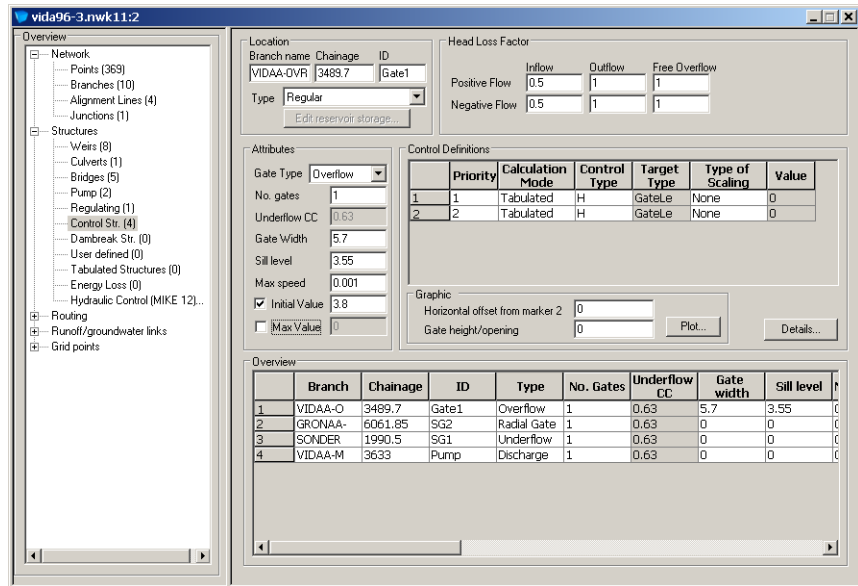 vida96-3.nwk11:2
Overview
Network
Points (369)
Branches (10)
Alignment Lines (4)
Junctions (1)
Structures
Weirs (8)
Culverts (1)
Bridges (5)
Pump (2)
Regulating (1)
Control Str. (4)
Dambreak Str. (0)
User defined (0)
Tabulated Structures (0)
Energy Loss (0)
Hydraulic Control (MIKE 12)...
Routing
Runoff/groundwater links
Grid points
Location
Branch name Chainage ID
VIDAA-OVR 3489.7 Gate1
Type Regular
Edit reservoir storage...
Head Loss Factor
Inflow Outflow Free Overflow
Positive Flow 0.5 1 1
Negative Flow 0.5 1 1
Attributes
Gate Type Overflow
No. gates 1
Underflow CC 0.63
Gate Width 5.7
Sill level 3.55
Max speed 0.001
Initial Value 3.8
Max Value 0
Control Definitions
Priority Calculation Mode Control Type Target Type Type of Scaling Value
1 1 Tabulated H GateLe None 0
2 2 Tabulated H GateLe None 0
Graphic
Horizontal offset from marker 2 0
Gate height/opening 0
Plot...
Details...
Overview
Branch Chainage ID Type No. Gates Underflow CC Gate width Sill level
1 VIDAA-O 3489.7 Gate1 Overflow 1 0.63 5.7 3.55
2 GRONAA- 6061.85 SG2 Radial Gate 1 0.63 0 0
3 SONDER 1990.5 SG1 Underflow 1 0.63 0 0
4 VIDAA-M 3633 Pump Discharge 1 0.63 0 0